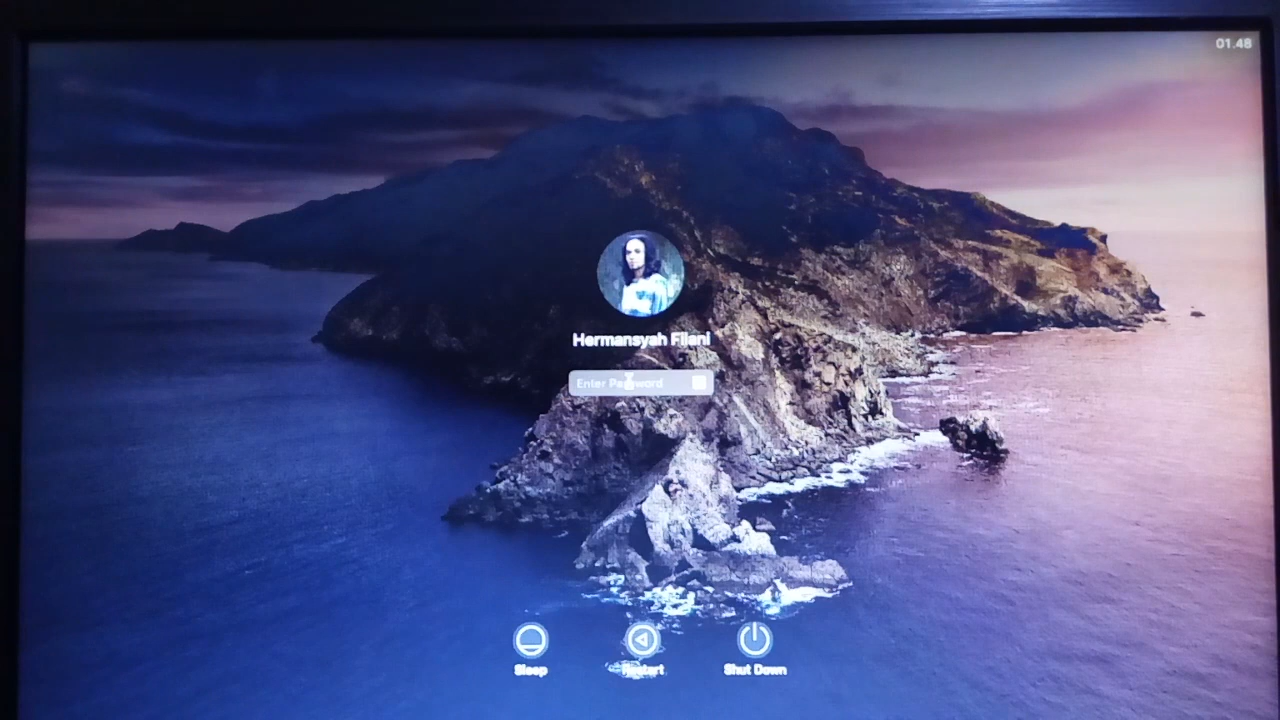 01.48
Hermansyah Filani
Enter Password
Sleep
Restart
Shut Down